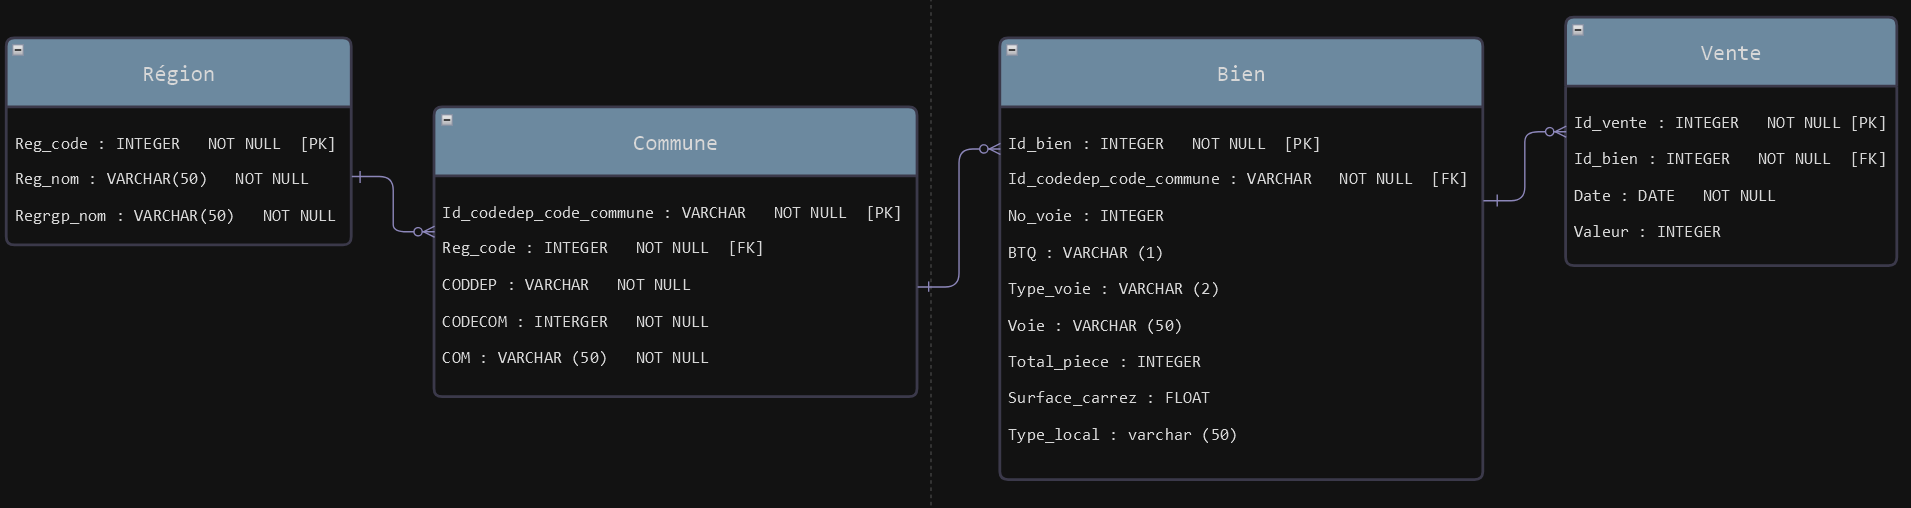 Région
Reg_code : INTEGER   NOT NULL  [PK]
Reg_nom : VARCHAR(50)   NOT NULL
Regrgp_nom : VARCHAR(50)   NOT NULL
Commune
Id_codedep_code_commune : VARCHAR   NOT NULL  [PK]
Reg_code : INTEGER   NOT NULL  [FK]
CODDEP : VARCHAR   NOT NULL
CODECOM : INTERGER   NOT NULL
COM : VARCHAR (50)   NOT NULL
Bien
Id_bien : INTEGER   NOT NULL  [PK]
Id_codedep_code_commune : VARCHAR   NOT NULL  [FK]
No_voie : INTEGER
BTQ : VARCHAR (1)
Type_voie : VARCHAR (2)
Voie : VARCHAR (50)
Total_piece : INTEGER
Surface_carrez : FLOAT
Type_local : varchar (50)
Vente
Id_vente : INTEGER   NOT NULL [PK]
Id_bien : INTEGER   NOT NULL  [FK]
Date : DATE   NOT NULL
Valeur : INTEGER